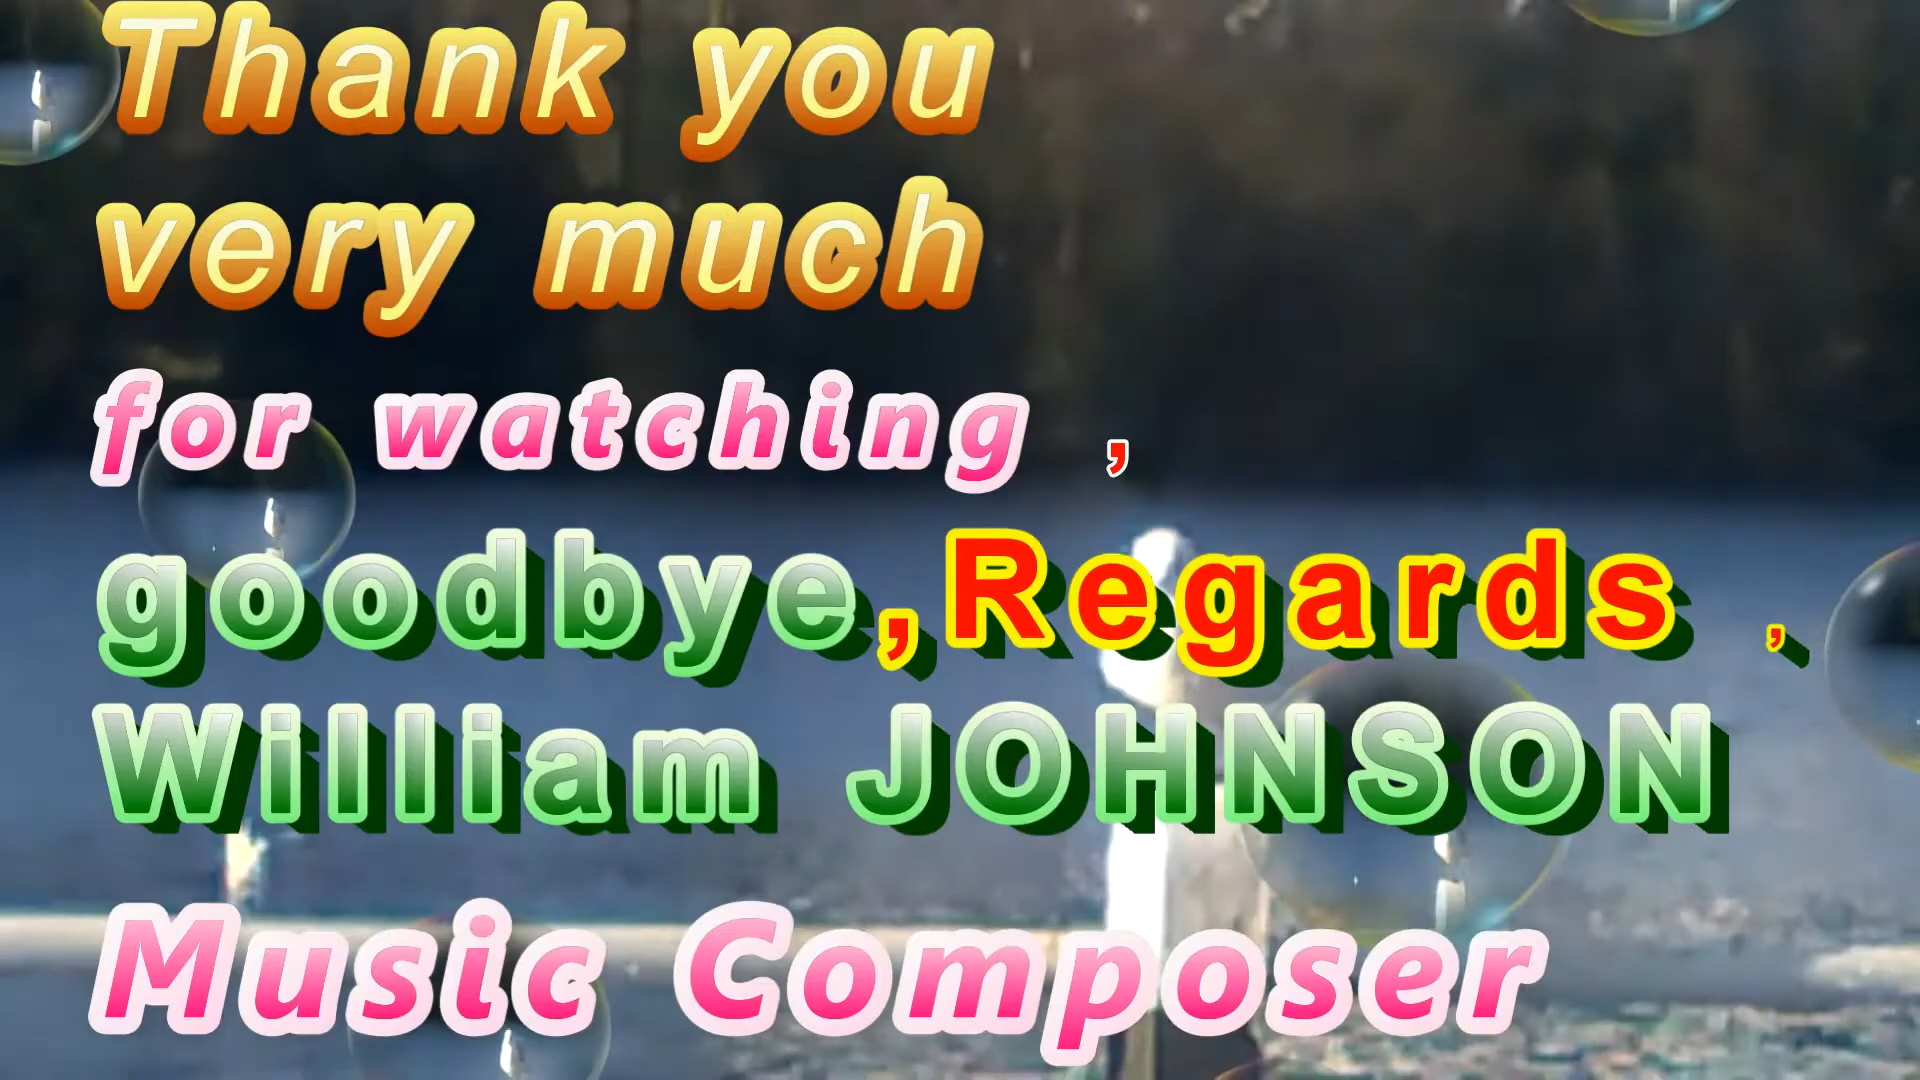 Thank you
very much
for watching ,
goodbye,Regards ,
William JOHNSON
Music Composer